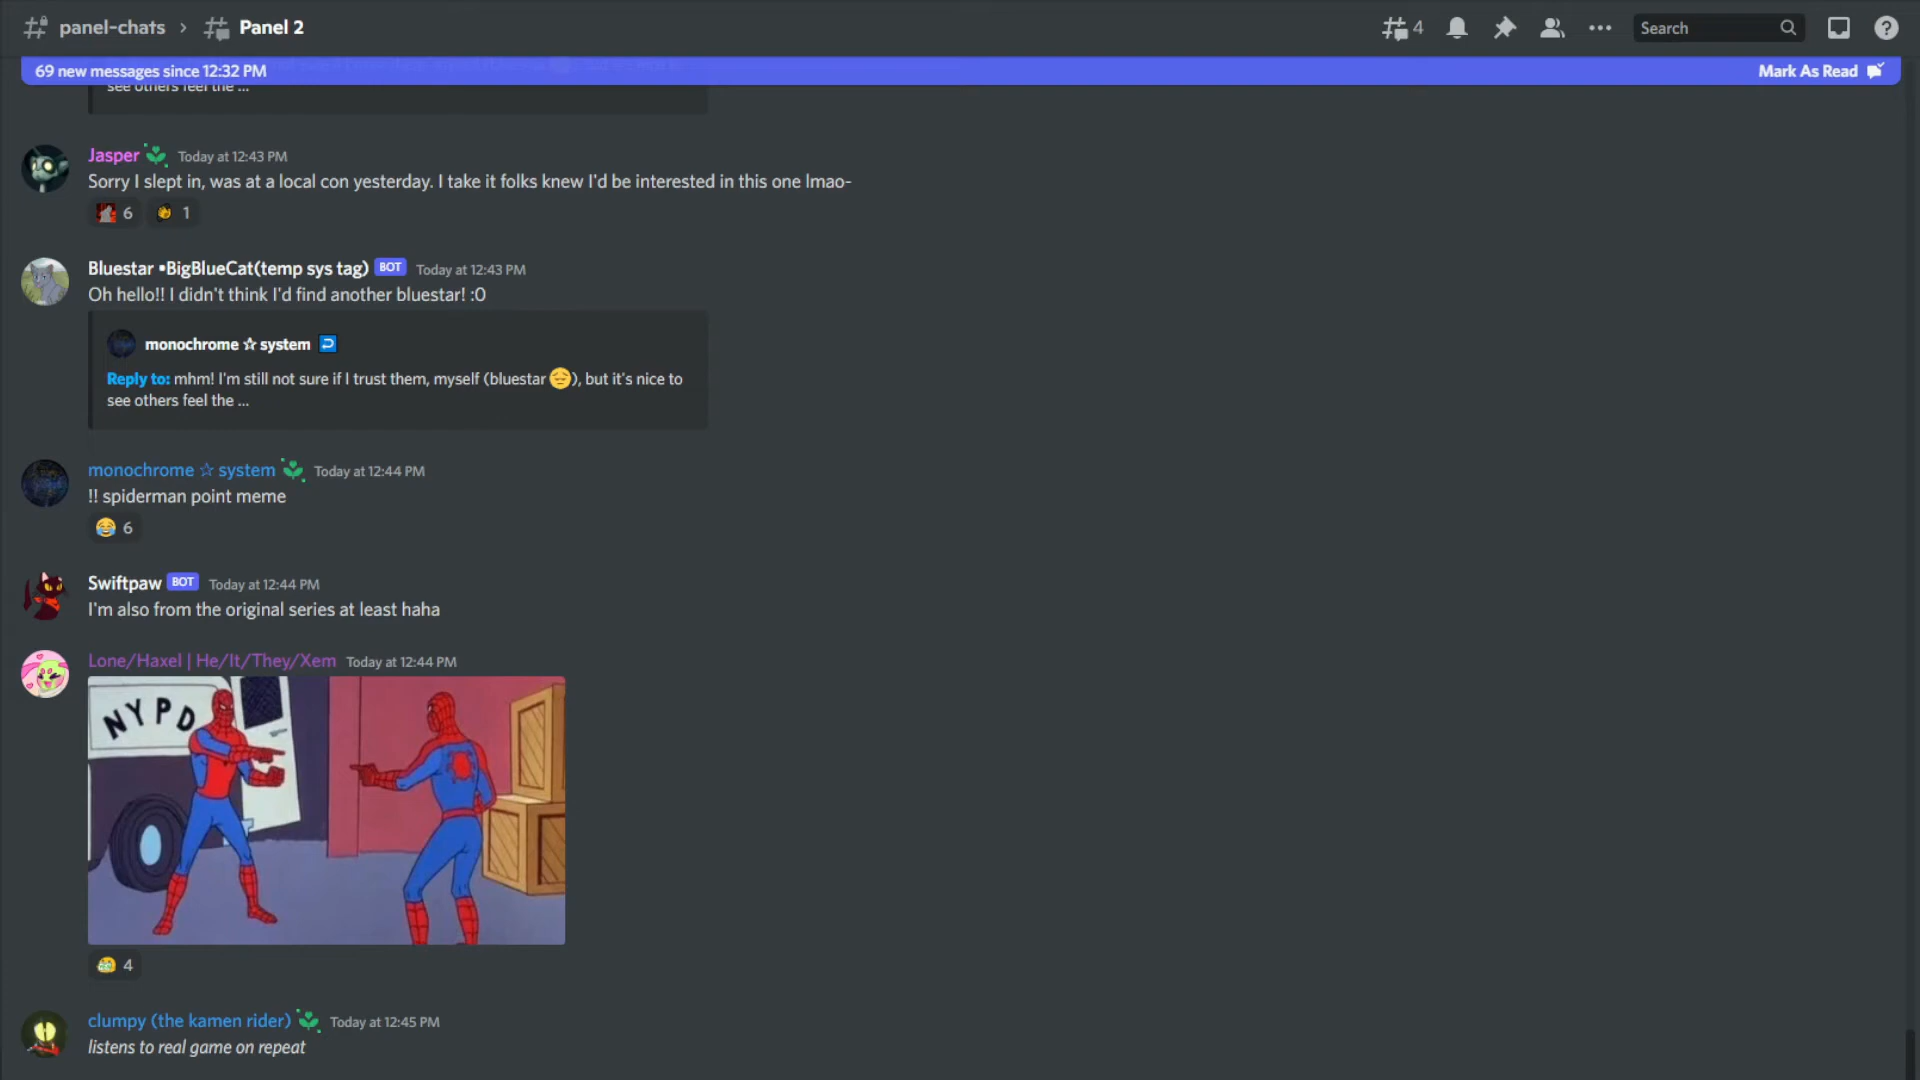 panel-chats › Panel 2
4
Search
69 new messages since 12:32 PM
Mark As Read
see others feel the ...
Jasper Today at 12:43 PM
Sorry I slept in, was at a local con yesterday. I take it folks knew I'd be interested in this one lmao-
6 1
Bluestar •BigBlueCat(temp sys tag) BOT Today at 12:43 PM
Oh hello!! I didn't think I'd find another bluestar! :0
monochrome ☆ system
Reply to: mhm! I'm still not sure if I trust them, myself (bluestar 😔), but it's nice to
see others feel the ...
monochrome ☆ system Today at 12:44 PM
!! spiderman point meme
6
Swiftpaw BOT Today at 12:44 PM
I'm also from the original series at least haha
Lone/Haxel | He/It/They/Xem Today at 12:44 PM
NYPD
4
clumpy (the kamen rider) Today at 12:45 PM
listens to real game on repeat